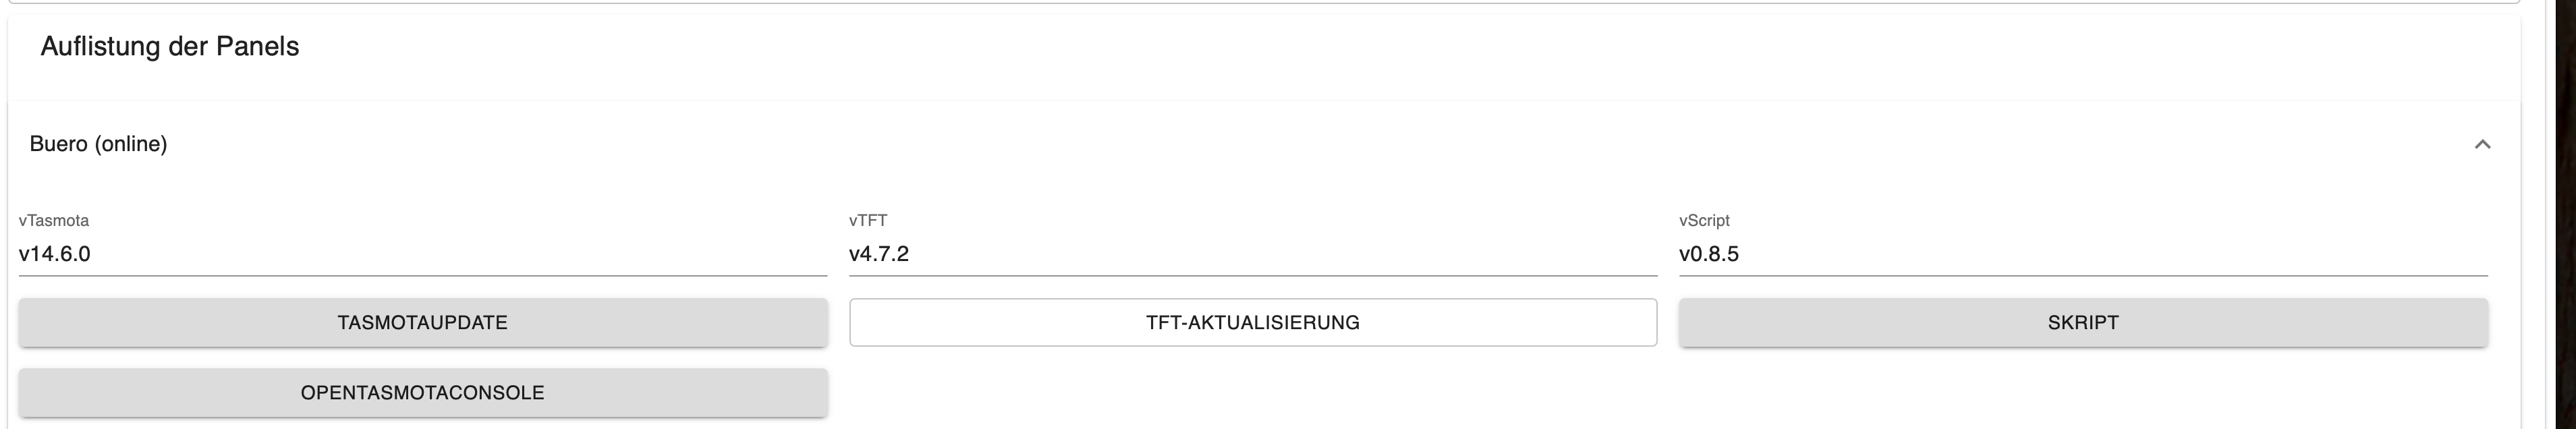 Auflistung der Panels
Buero (online)
vTasmota
vTFT
vScript
v14.6.0
v4.7.2
v0.8.5
TASMOTAUPDATE
TFT-AKTUALISIERUNG
SKRIPT
OPENTASMOTACONSOLE